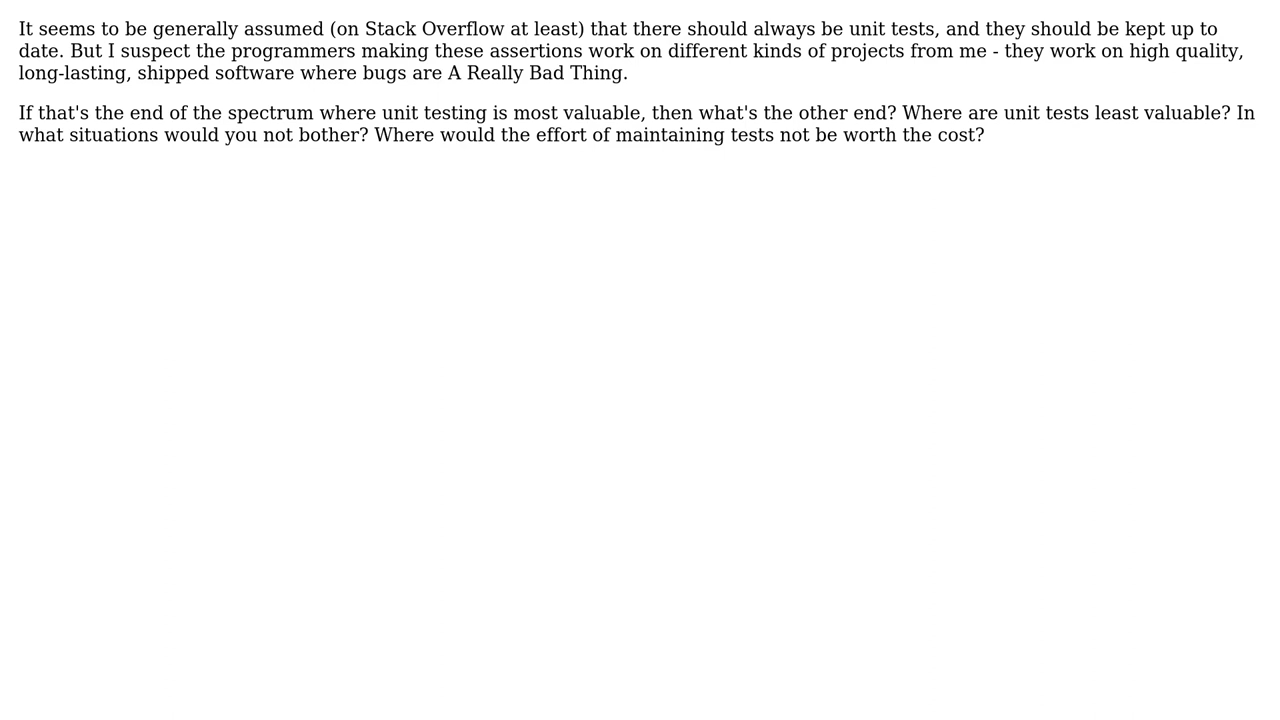 It seems to be generally assumed (on Stack Overflow at least) that there should always be unit tests, and they should be kept up to
date. But I suspect the programmers making these assertions work on different kinds of projects from me - they work on high quality,
long-lasting, shipped software where bugs are A Really Bad Thing.
If that's the end of the spectrum where unit testing is most valuable, then what's the other end? Where are unit tests least valuable? In
what situations would you not bother? Where would the effort of maintaining tests not be worth the cost?